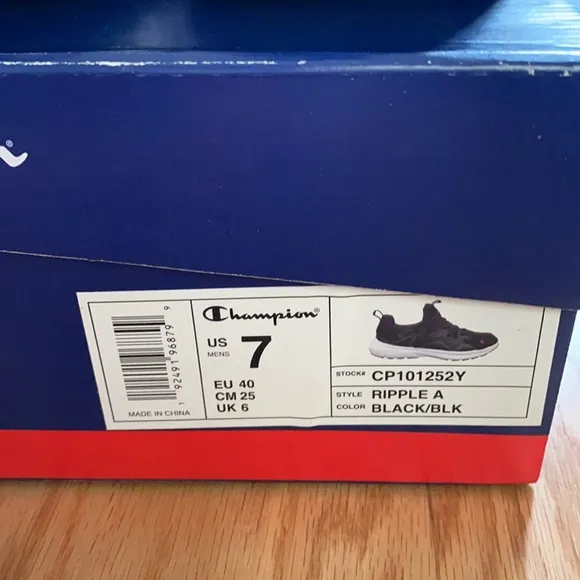 1 92491 96879 9
MADE IN CHINA
Champion®
US MENS 7
EU 40
CM 25
UK 6
STOCK# CP101252Y
STYLE RIPPLE A
COLOR BLACK/BLK